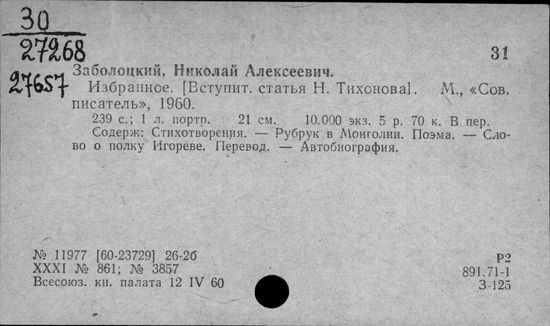 30
27268
27657
31
Заболоцкий, Николай Алексеевич.
Избранное. [Вступит. статья Н. Тихонова]. М., «Сов.
писатель», 1960.
239 с.; 1 л. портр. 21 см. 10.000 экз. 5 р. 70 к. В пер.
Содерж: Стихотворения. — Рубрук в Монголии. Поэма. — Сло-
во о полку Игореве. Перевод. — Автобиография.
№ 11977 [60-23729] 26-2б
P2
XXXI № 861; № 3857
891.71-1
Всесоюз. кн. палата 12 IV 60
З-125